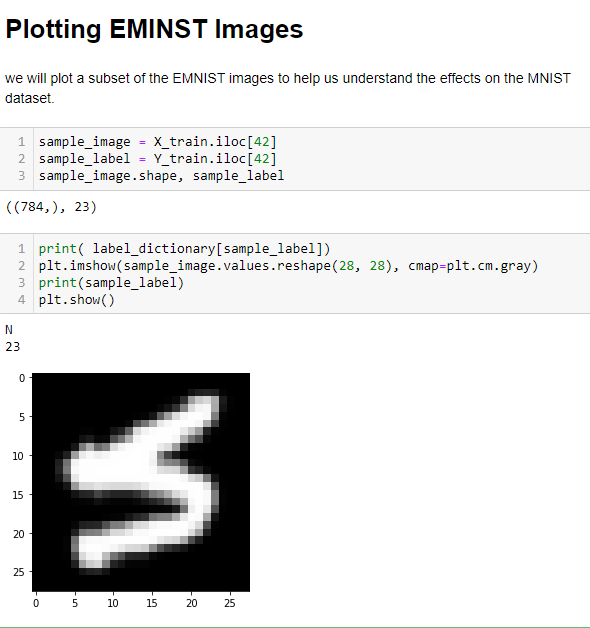 Plotting EMINST Images
we will plot a subset of the EMNIST images to help us understand the effects on the MNIST
dataset.
1 sample_image = X_train.iloc[42]
2 sample_label = Y_train.iloc[42]
3 sample_image.shape, sample_label
((784,), 23)
1 print( label_dictionary[sample_label])
2 plt.imshow(sample_image.values.reshape(28, 28), cmap=plt.cm.gray)
3 print(sample_label)
4 plt.show()
N
23
0
5
10
15
20
25
0 5 10 15 20 25